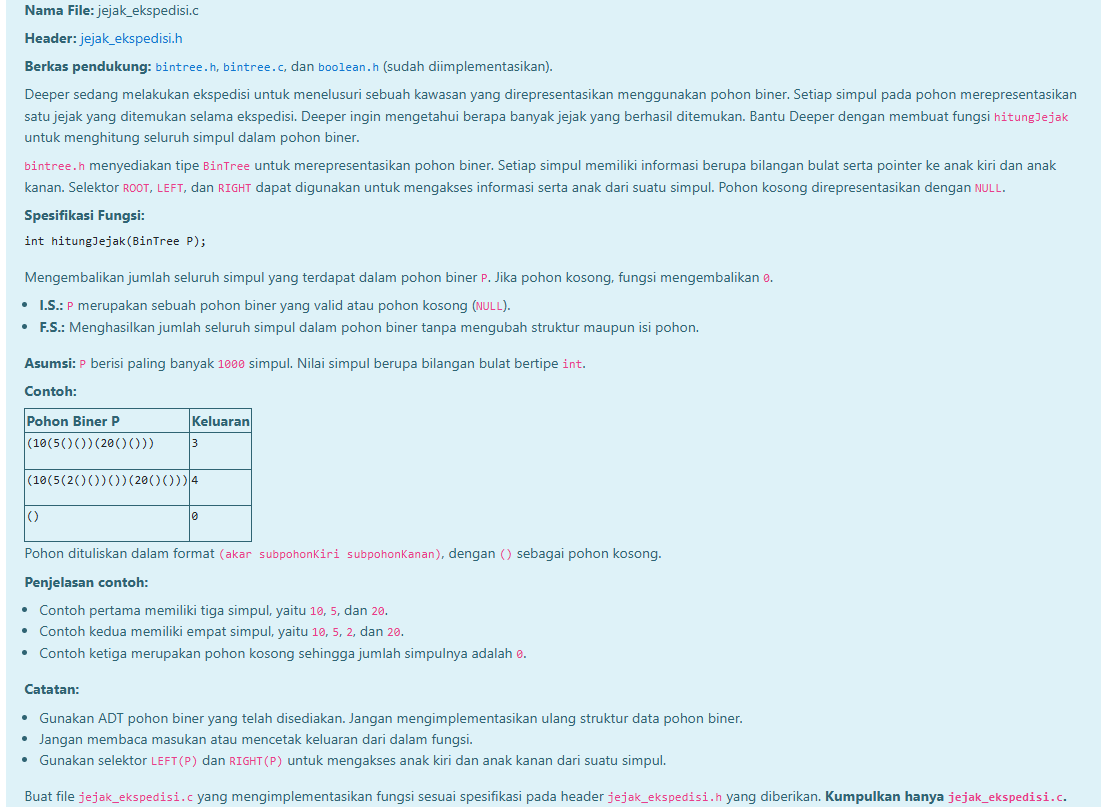 Nama File: jejak_ekspedisi.c
Header: jejak_ekspedisi.h
Berkas pendukung: bintree.h, bintree.c, dan boolean.h (sudah diimplementasikan).
Deeper sedang melakukan ekspedisi untuk menelusuri sebuah kawasan yang direpresentasikan menggunakan pohon biner. Setiap simpul pada pohon merepresentasikan
satu jejak yang ditemukan selama ekspedisi. Deeper ingin mengetahui berapa banyak jejak yang berhasil ditemukan. Bantu Deeper dengan membuat fungsi hitungJejak
untuk menghitung seluruh simpul dalam pohon biner.
bintree.h menyediakan tipe BinTree untuk merepresentasikan pohon biner. Setiap simpul memiliki informasi berupa bilangan bulat serta pointer ke anak kiri dan anak
kanan. Selektor ROOT, LEFT, dan RIGHT dapat digunakan untuk mengakses informasi serta anak dari suatu simpul. Pohon kosong direpresentasikan dengan NULL.
Spesifikasi Fungsi:
int hitungJejak(BinTree P);
Mengembalikan jumlah seluruh simpul yang terdapat dalam pohon biner P. Jika pohon kosong, fungsi mengembalikan 0.
• I.S.: P merupakan sebuah pohon biner yang valid atau pohon kosong (NULL).
• F.S.: Menghasilkan jumlah seluruh simpul dalam pohon biner tanpa mengubah struktur maupun isi pohon.
Asumsi: P berisi paling banyak 1000 simpul. Nilai simpul berupa bilangan bulat bertipe int.
Contoh:
Pohon Biner P Keluaran
(10(5()())(20()())) 3
(10(5(2()())())(20()())) 4
() 0
Pohon dituliskan dalam format (akar subpohonKiri subpohonKanan), dengan () sebagai pohon kosong.
Penjelasan contoh:
• Contoh pertama memiliki tiga simpul, yaitu 10, 5, dan 20.
• Contoh kedua memiliki empat simpul, yaitu 10, 5, 2, dan 20.
• Contoh ketiga merupakan pohon kosong sehingga jumlah simpulnya adalah 0.
Catatan:
• Gunakan ADT pohon biner yang telah disediakan. Jangan mengimplementasikan ulang struktur data pohon biner.
• Jangan membaca masukan atau mencetak keluaran dari dalam fungsi.
• Gunakan selektor LEFT(P) dan RIGHT(P) untuk mengakses anak kiri dan anak kanan dari suatu simpul.
Buat file jejak_ekspedisi.c yang mengimplementasikan fungsi sesuai spesifikasi pada header jejak_ekspedisi.h yang diberikan. Kumpulkan hanya jejak_ekspedisi.c.